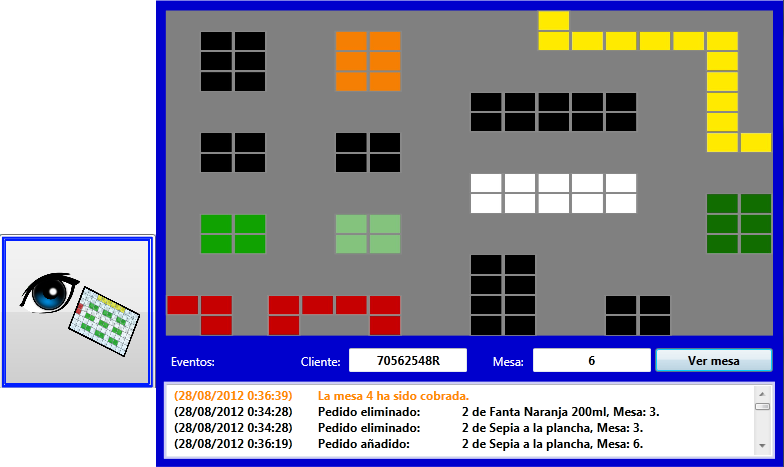 Eventos: Cliente: 70562548R Mesa: 6 Ver mesa
(28/08/2012 0:36:39) La mesa 4 ha sido cobrada.
(28/08/2012 0:34:28) Pedido eliminado: 2 de Fanta Naranja 200ml, Mesa: 3.
(28/08/2012 0:34:28) Pedido eliminado: 2 de Sepia a la plancha, Mesa: 3.
(28/08/2012 0:36:19) Pedido añadido: 2 de Sepia a la plancha, Mesa: 6.